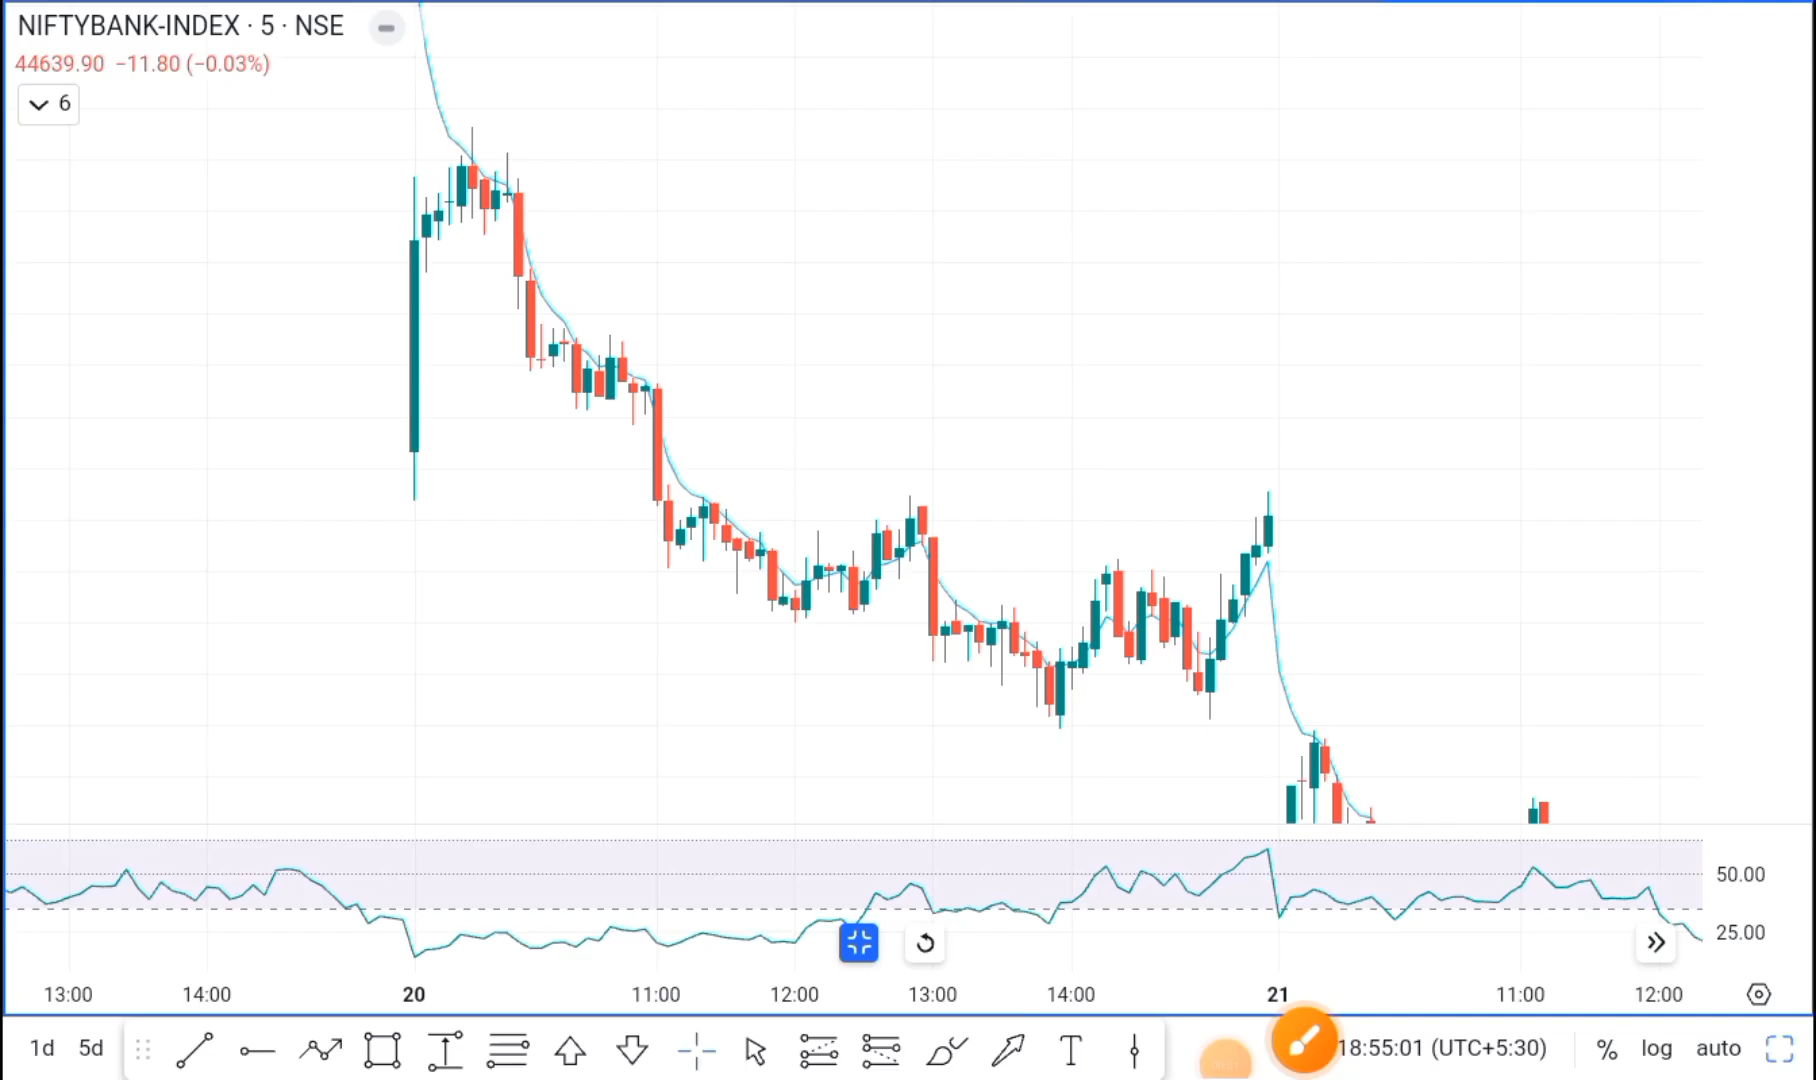 NIFTYBANK-INDEX · 5 · NSE
44639.90 −11.80 (−0.03%)
6
50.00
25.00
13:00 14:00 20 11:00 12:00 13:00 14:00 21 11:00 12:00
1d 5d T 18:55:01 (UTC+5:30) % log auto